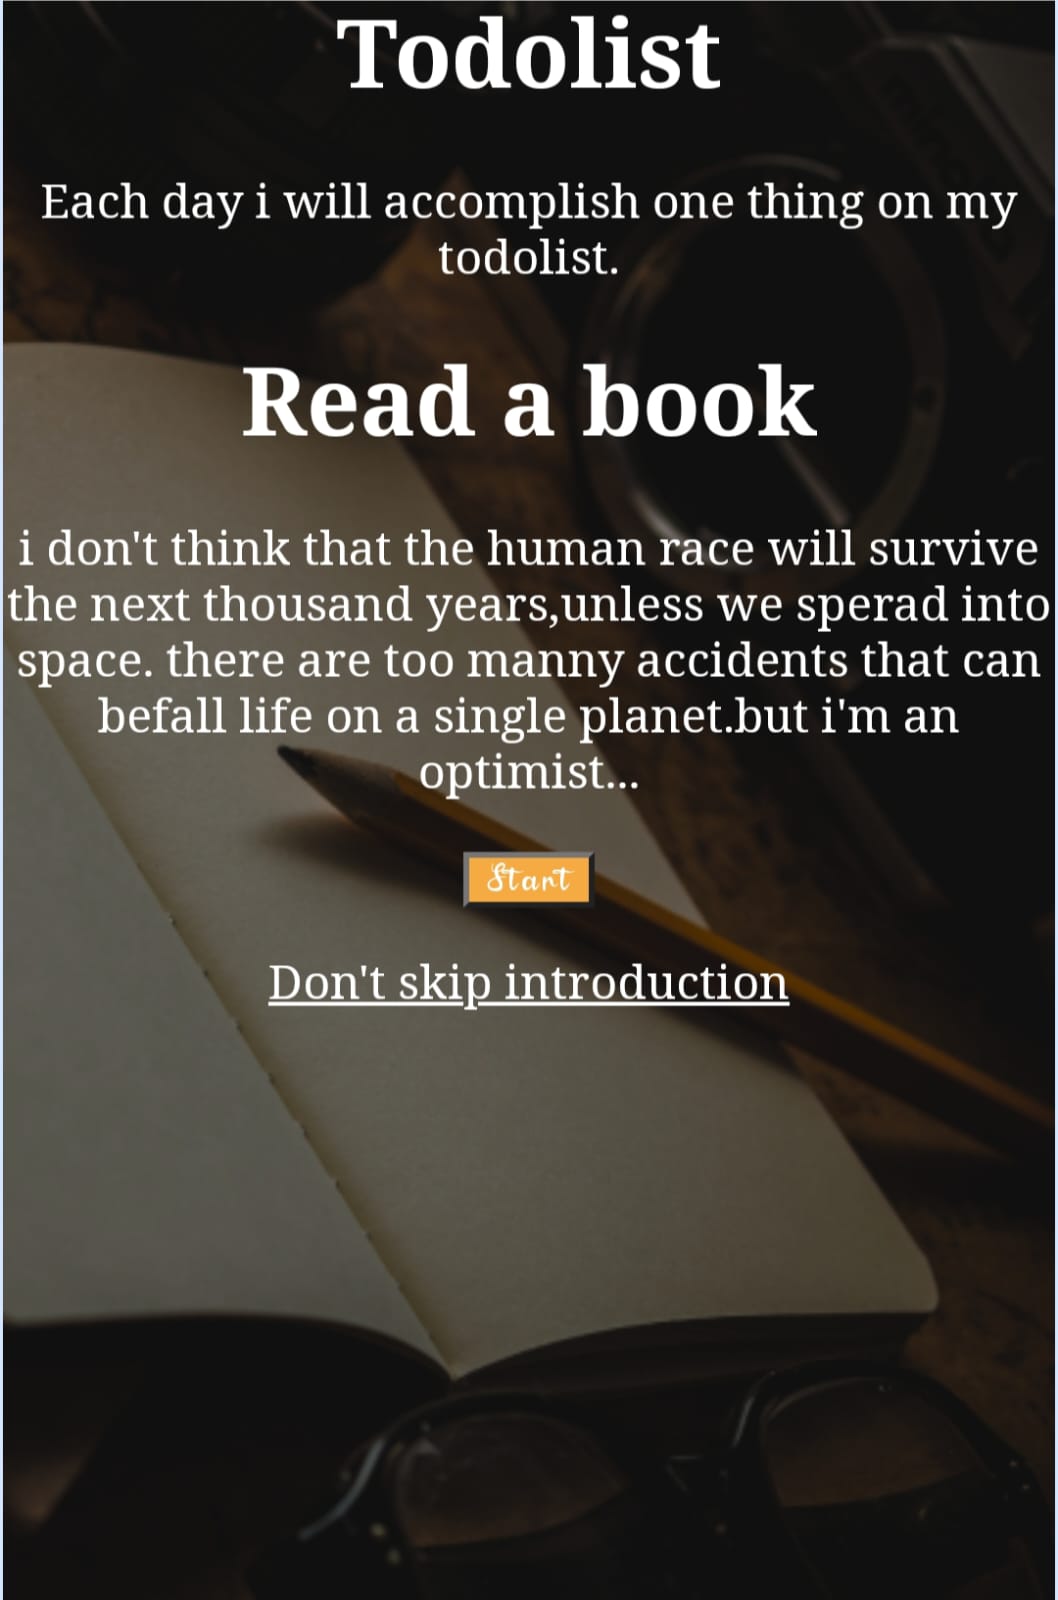 Todolist
Each day i will accomplish one thing on my
todolist.
Read a book
i don't think that the human race will survive
the next thousand years,unless we sperad into
space. there are too manny accidents that can
befall life on a single planet.but i'm an
optimist...
Start
Don't skip introduction